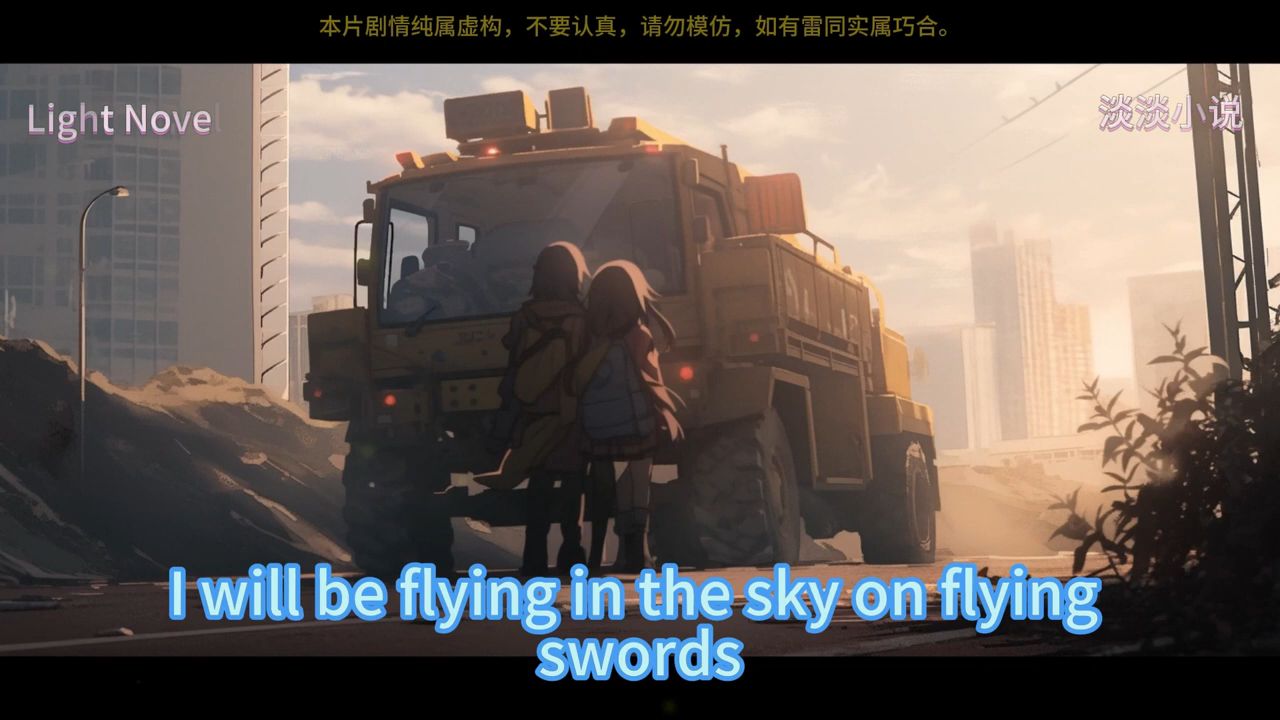 本片剧情纯属虚构，不要认真，请勿模仿，如有雷同实属巧合。
Light Nove
淡淡小说
I will be flying in the sky on flying
swords